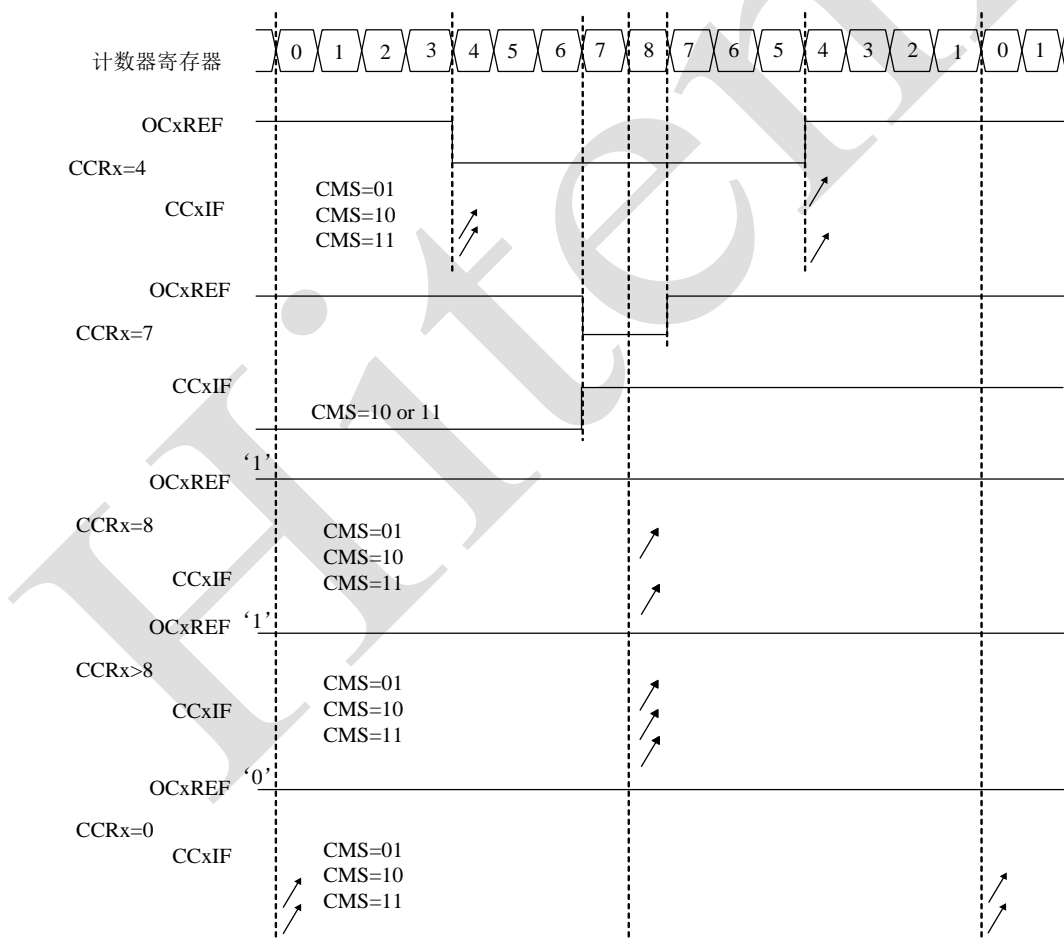 计数器寄存器 0 1 2 3 4 5 6 7 8 7 6 5 4 3 2 1 0 1
OCxREF
CCRx=4
CMS=01
CCxIF
CMS=10
CMS=11
OCxREF
CCRx=7
CCxIF
CMS=10 or 11
OCxREF ‘1’
CCRx=8
CMS=01
CMS=10
CCxIF
CMS=11
OCxREF ‘1’
CCRx>8
CMS=01
CCxIF
CMS=10
CMS=11
OCxREF ‘0’
CCRx=0
CMS=01
CCxIF
CMS=10
CMS=11